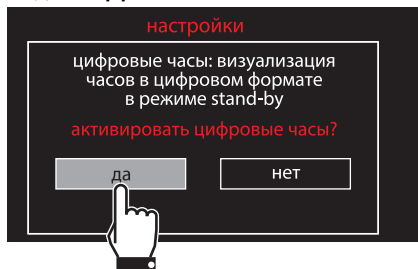 настройки
цифровые часы: визуализация
часов в цифровом формате
в режиме stand-by
активировать цифровые часы?
да
нет